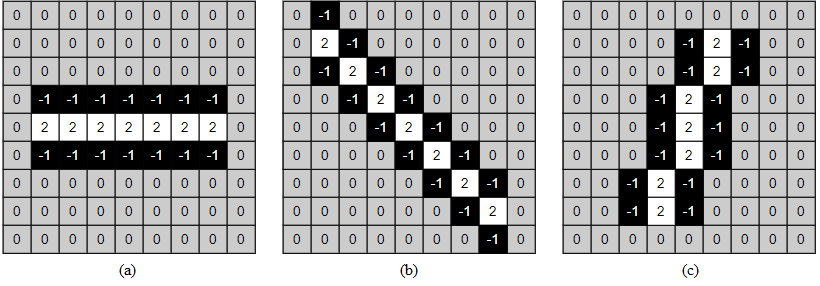 0 0 0 0 0 0 0 0 0
0 0 0 0 0 0 0 0 0
0 0 0 0 0 0 0 0 0
0 -1 -1 -1 -1 -1 -1 -1 0
0 2 2 2 2 2 2 2 0
0 -1 -1 -1 -1 -1 -1 -1 0
0 0 0 0 0 0 0 0 0
0 0 0 0 0 0 0 0 0
0 0 0 0 0 0 0 0 0
(a)
0 -1 0 0 0 0 0 0 0
0 2 -1 0 0 0 0 0 0
0 -1 2 -1 0 0 0 0 0
0 0 -1 2 -1 0 0 0 0
0 0 0 -1 2 -1 0 0 0
0 0 0 0 -1 2 -1 0 0
0 0 0 0 0 -1 2 -1 0
0 0 0 0 0 0 -1 2 0
0 0 0 0 0 0 0 -1 0
(b)
0 0 0 0 0 0 0 0 0
0 0 0 0 -1 2 -1 0 0
0 0 0 0 -1 2 -1 0 0
0 0 0 -1 2 -1 0 0 0
0 0 0 -1 2 -1 0 0 0
0 0 0 -1 2 -1 0 0 0
0 0 -1 2 -1 0 0 0 0
0 0 -1 2 -1 0 0 0 0
0 0 0 0 0 0 0 0 0
(c)